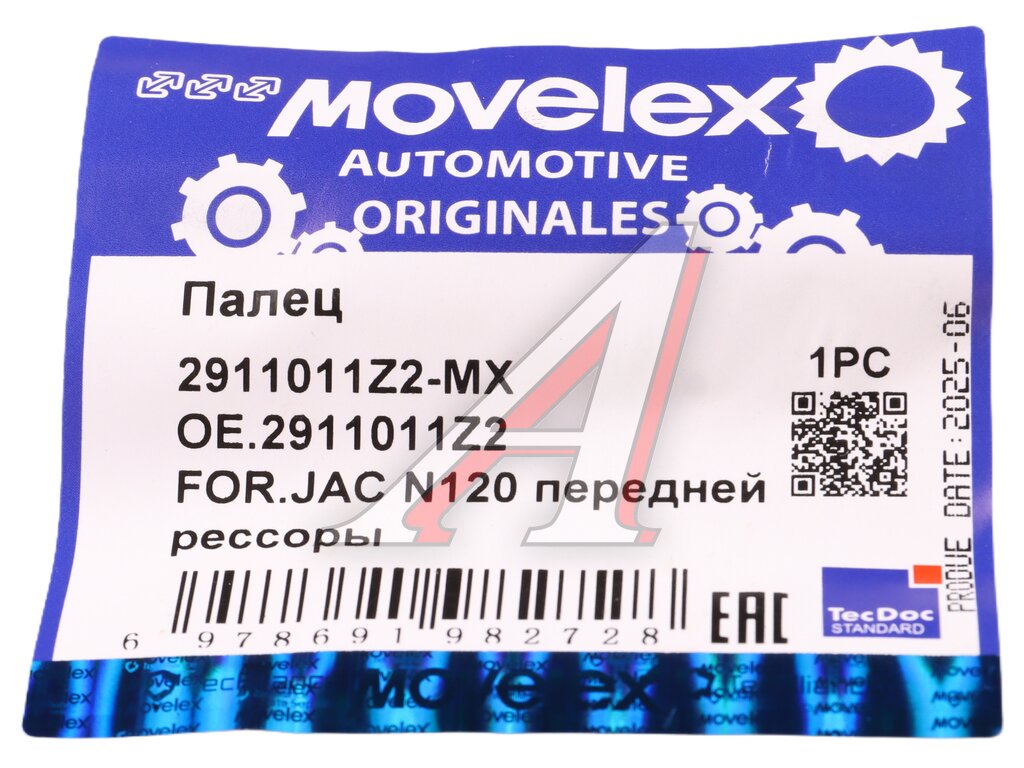 MOVelex
AUTOMOTIVE
ORIGINALES
Палец
2911011Z2-MX
OE.2911011Z2
FOR.JAC N120 передней
рессоры
1PC
PRODUE DATE:2025-06
6 978691 982728
EAC
TecDoc
STANDARD
MOVelex